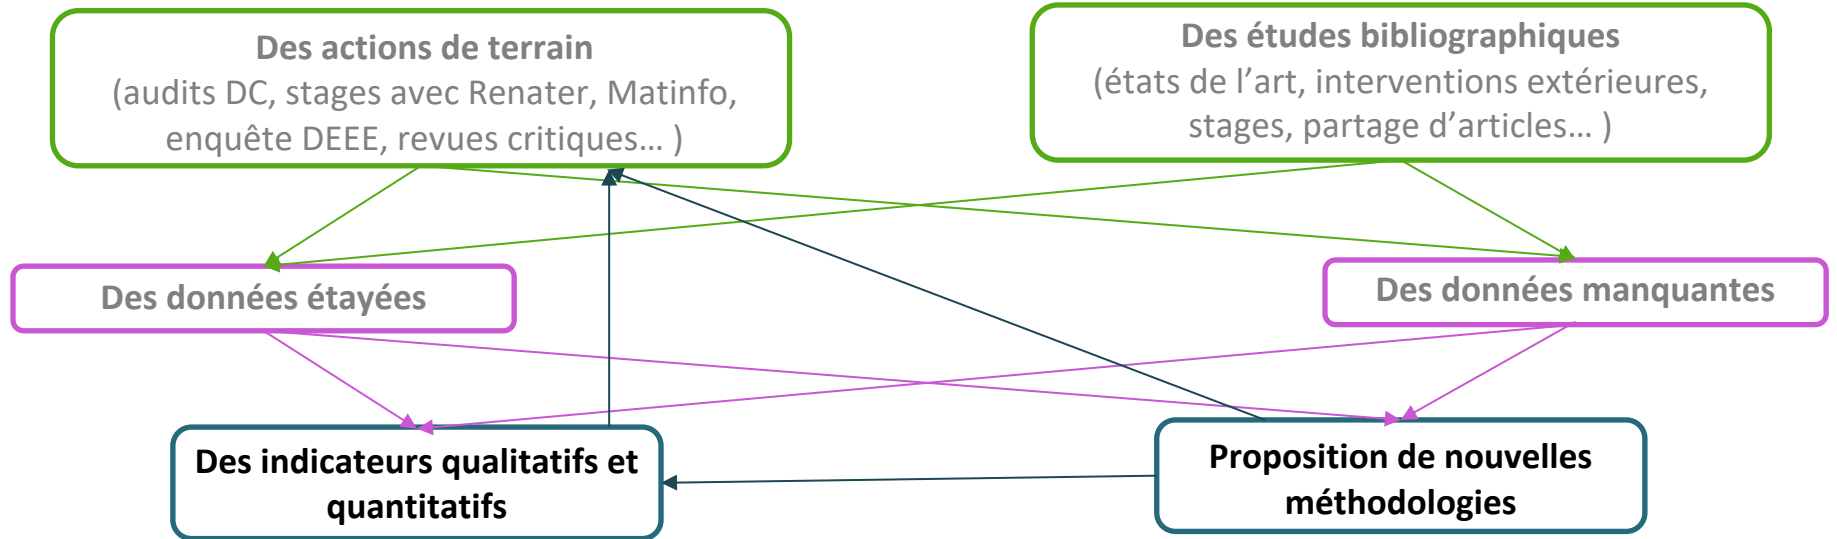 Des actions de terrain
(audits DC, stages avec Renater, Matinfo,
enquête DEEE, revues critiques… )
Des études bibliographiques
(états de l’art, interventions extérieures,
stages, partage d’articles… )
Des données étayées
Des données manquantes
Des indicateurs qualitatifs et
quantitatifs
Proposition de nouvelles
méthodologies